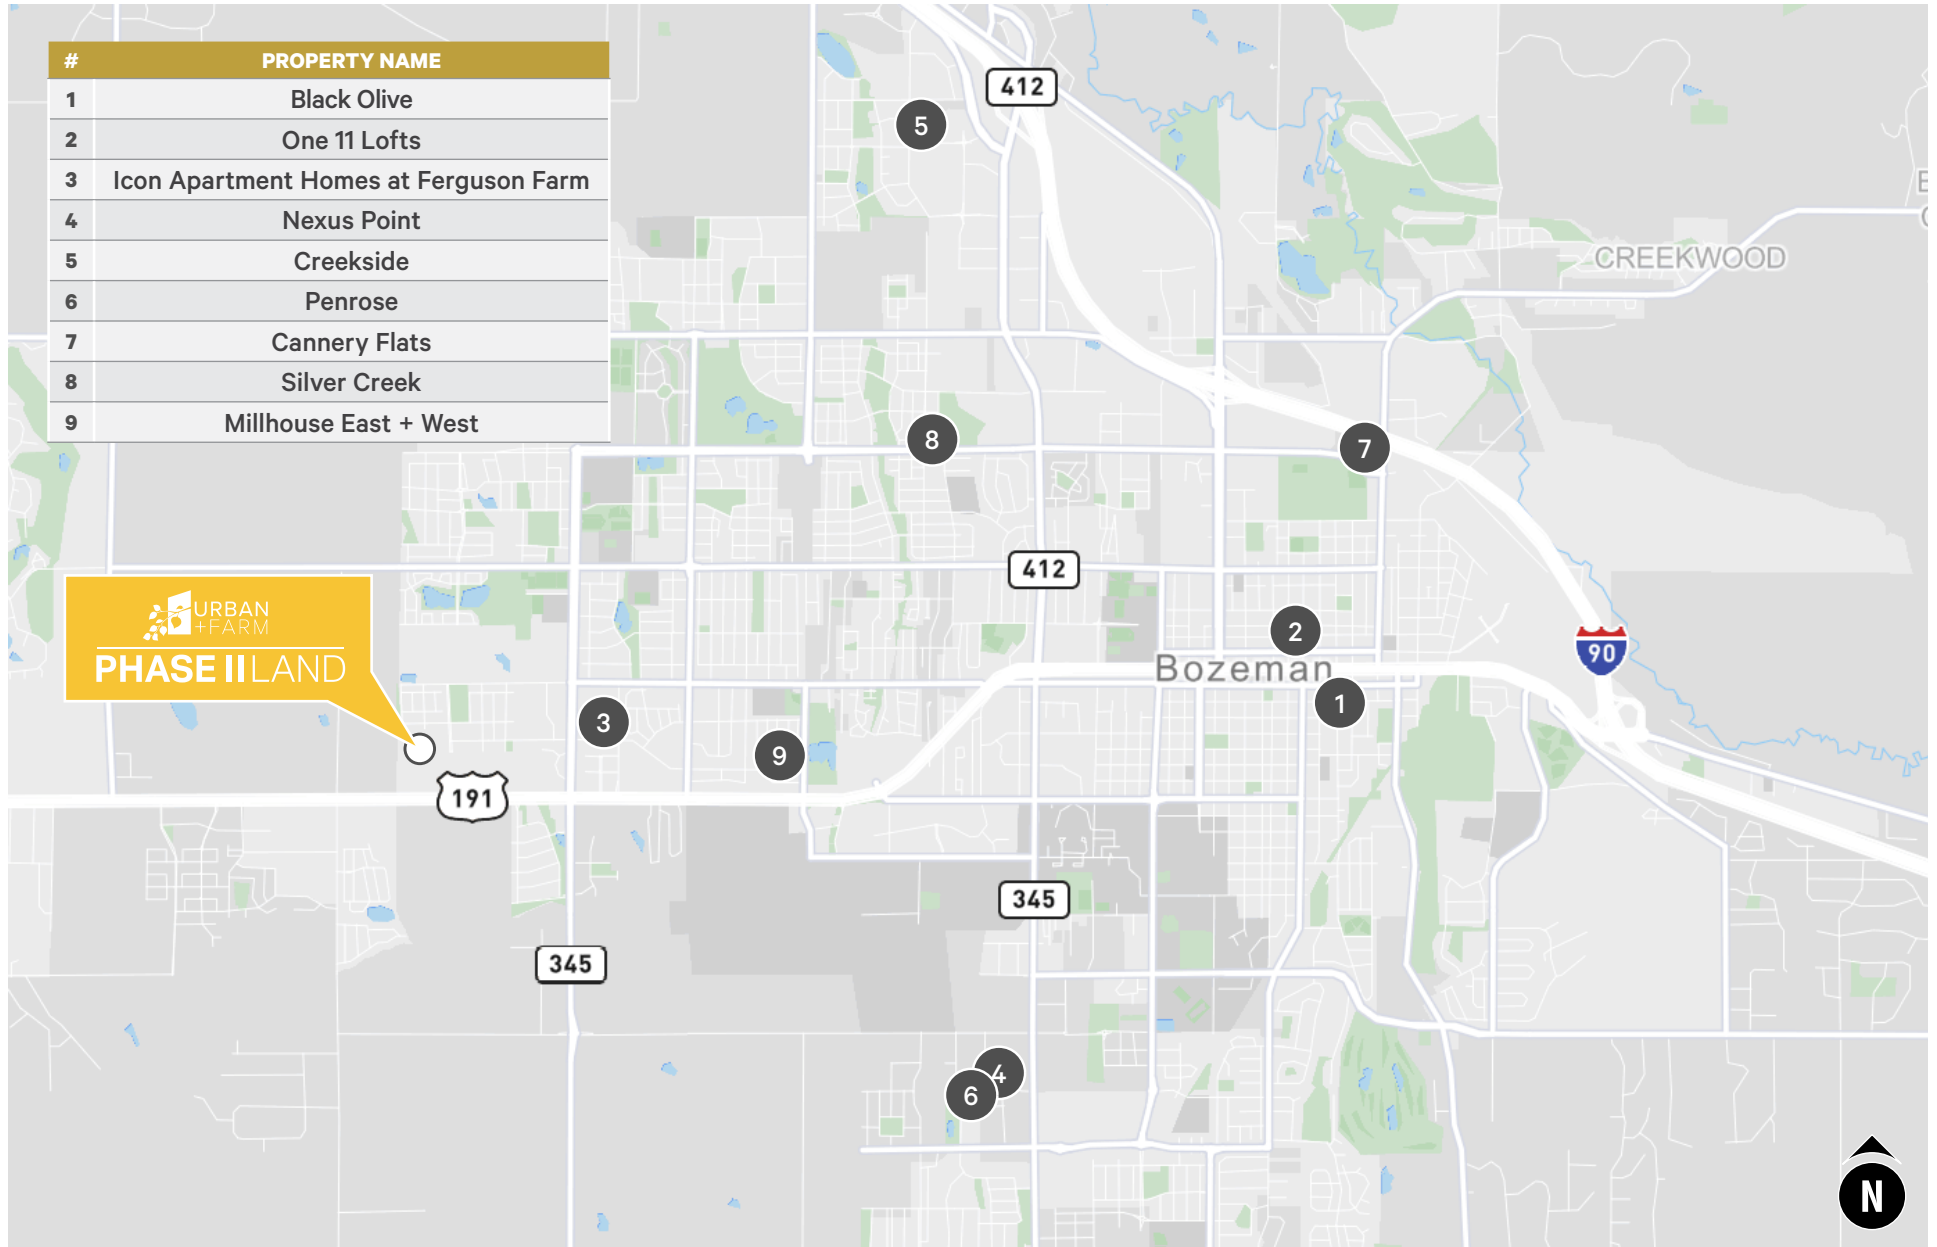 # PROPERTY NAME
1 Black Olive
2 One 11 Lofts
3 Icon Apartment Homes at Ferguson Farm
4 Nexus Point
5 Creekside
6 Penrose
7 Cannery Flats
8 Silver Creek
9 Millhouse East + West
412
5
CREEKWOOD
8
7
412
URBAN
+FARM
PHASE II LAND
2
90
Bozeman
1
3
9
191
345
345
4
6
N